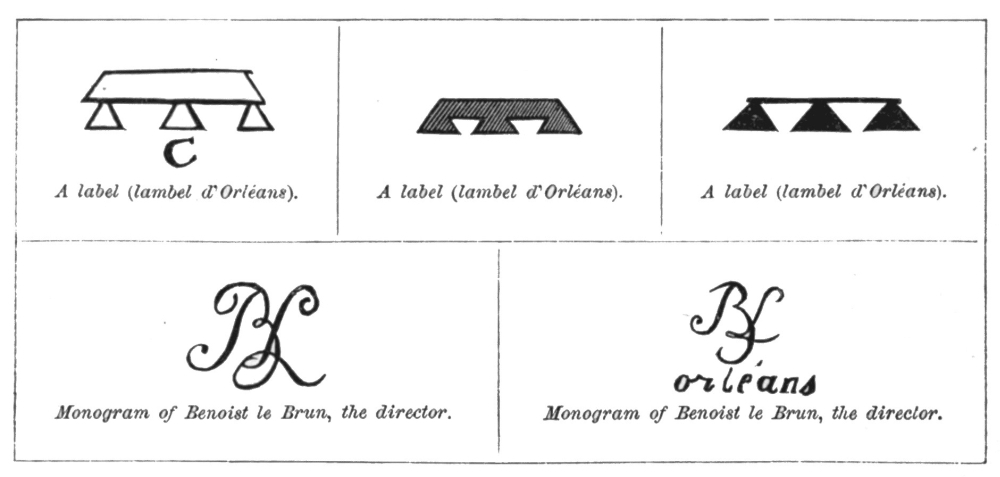 C
A label (lambel d'Orléans).
A label (lambel d'Orléans).
A label (lambel d'Orléans).
BL
Monogram of Benoist le Brun, the director.
BL
orléans
Monogram of Benoist le Brun, the director.